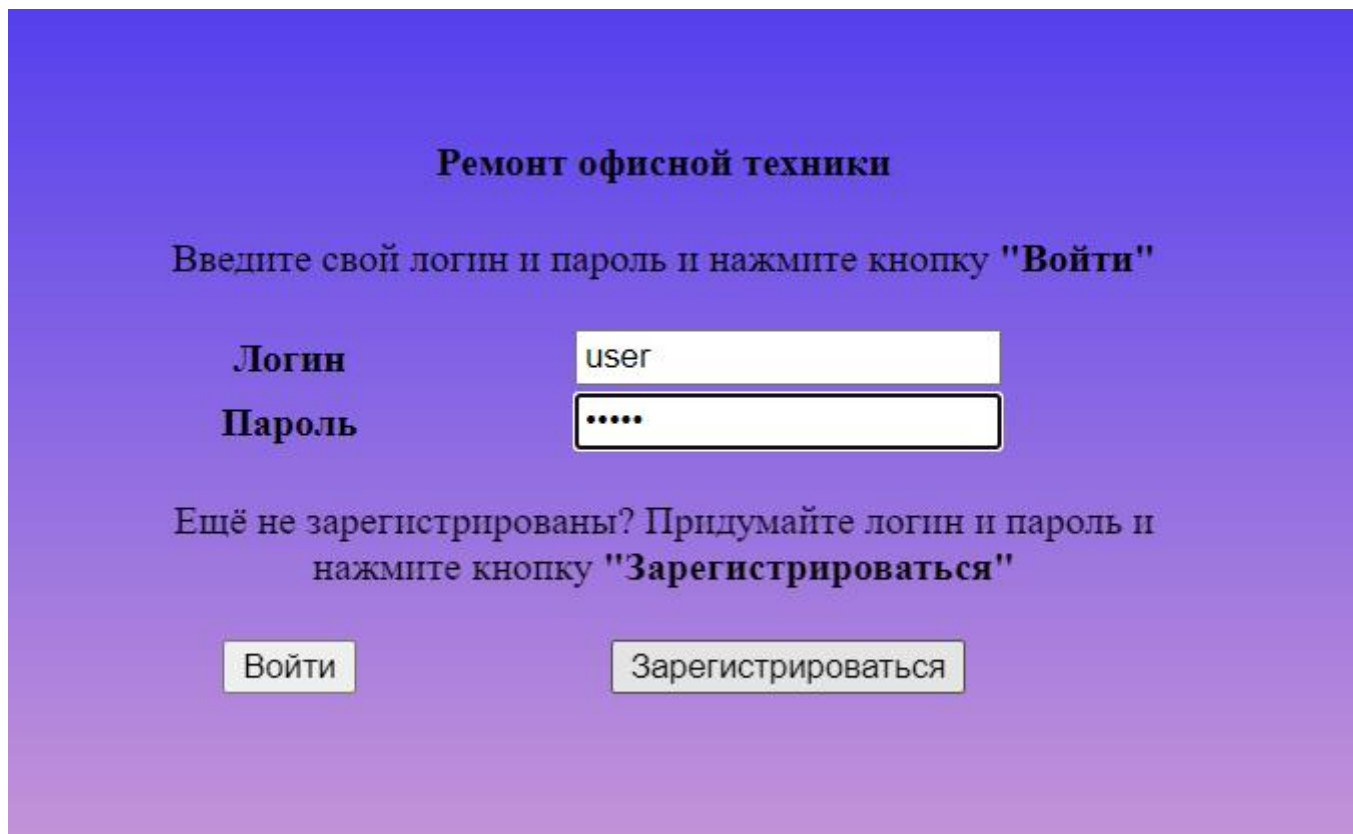 Ремонт офисной техники
Введите свой логин и пароль и нажмите кнопку "Войти"
Логин user
Пароль •••••
Ещё не зарегистрированы? Придумайте логин и пароль и
нажмите кнопку "Зарегистрироваться"
Войти Зарегистрироваться